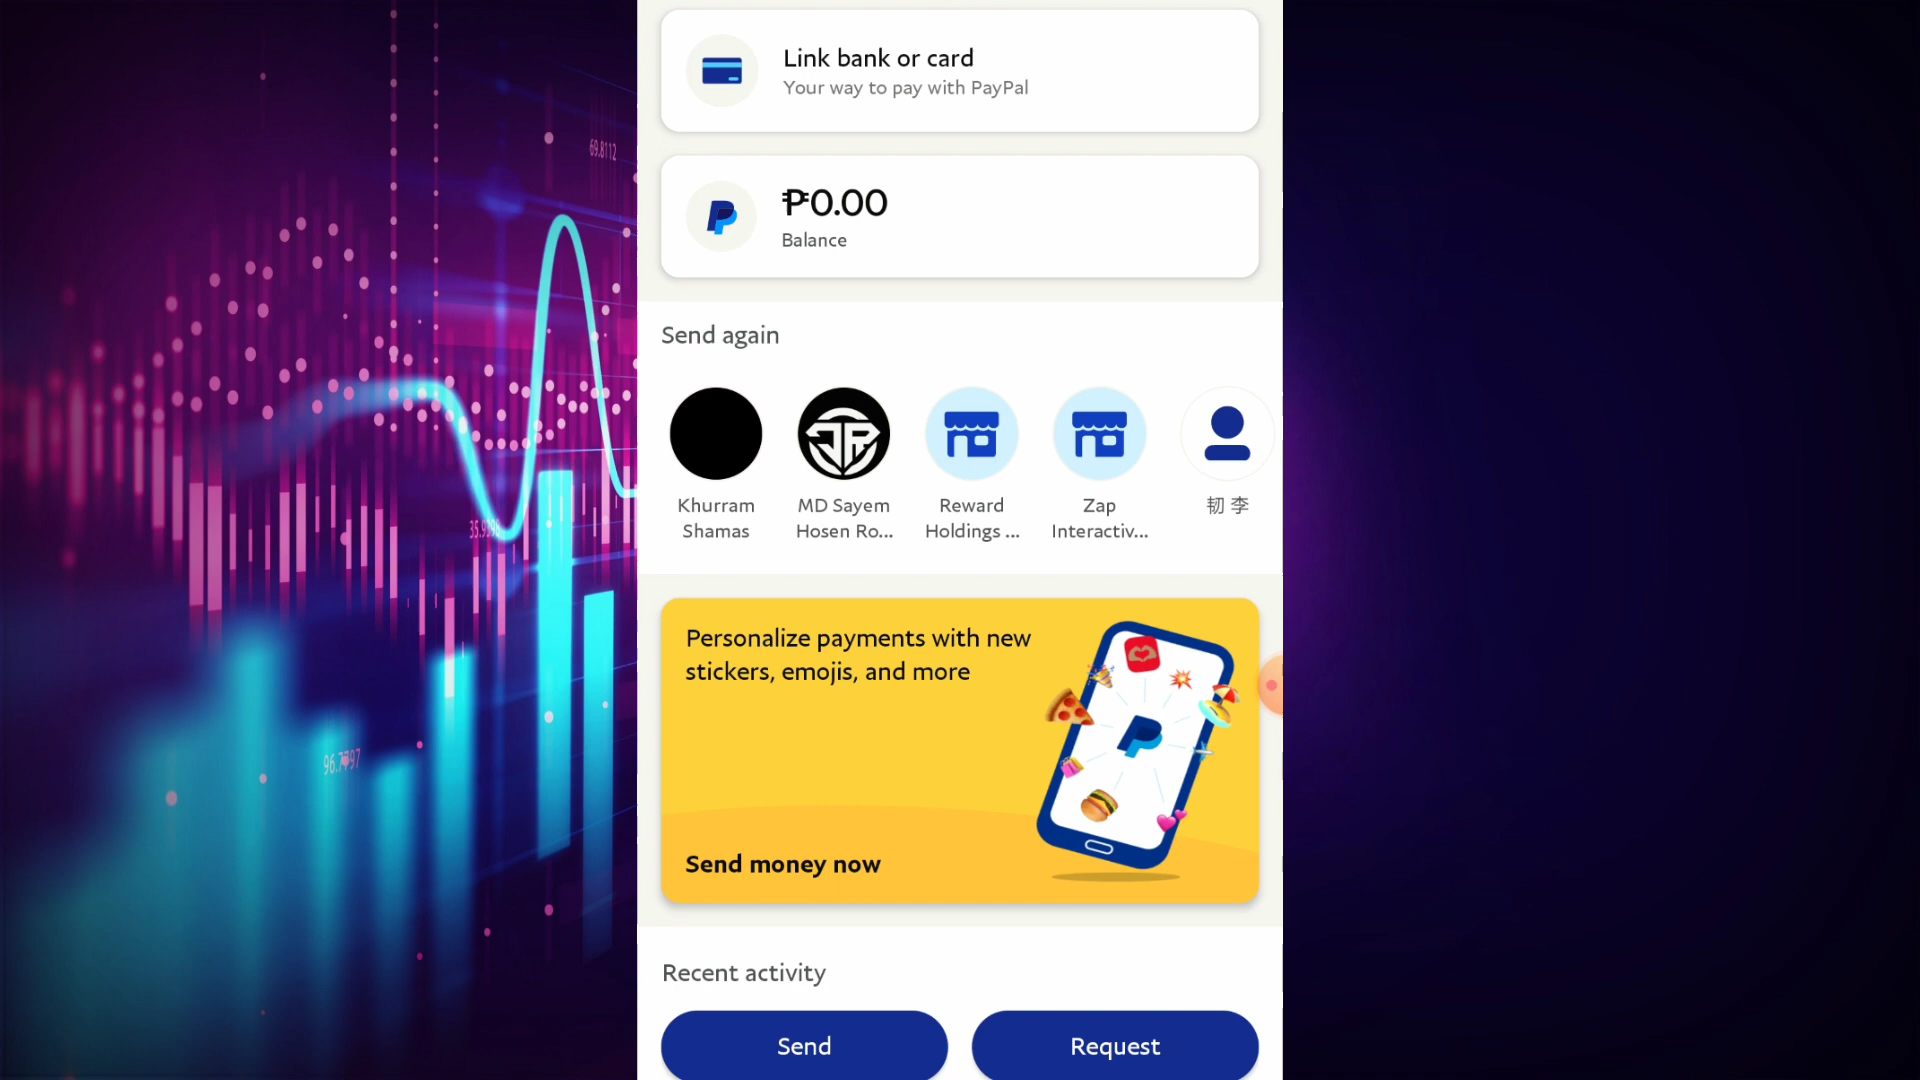 69.8112
Link bank or card
Your way to pay with PayPal
₱0.00
Balance
Send again
Khurram
Shamas
MD Sayem
Hosen Ro...
Reward
Holdings ...
Zap
Interactiv...
韧 李
Personalize payments with new
stickers, emojis, and more
Send money now
Recent activity
Send
Request